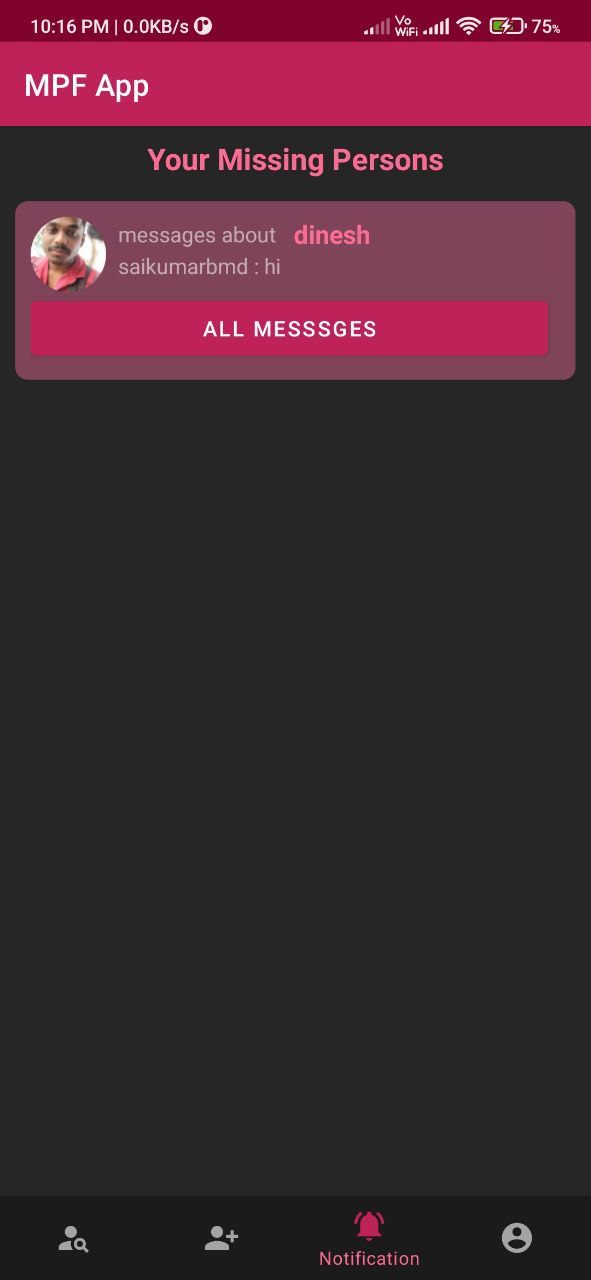 10:16 PM | 0.0KB/s Vo WiFi 75%
MPF App
Your Missing Persons
messages about dinesh
saikumarbmd : hi
ALL MESSSGES
Notification